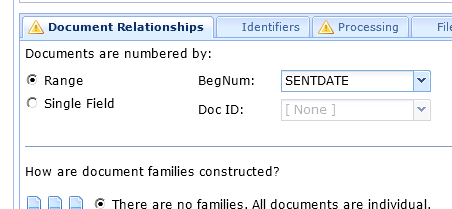 Document Relationships Identifiers Processing File
Documents are numbered by:
Range BegNum: SENTDATE
Single Field Doc ID: [ None ]
How are document families constructed?
There are no families. All documents are individual.